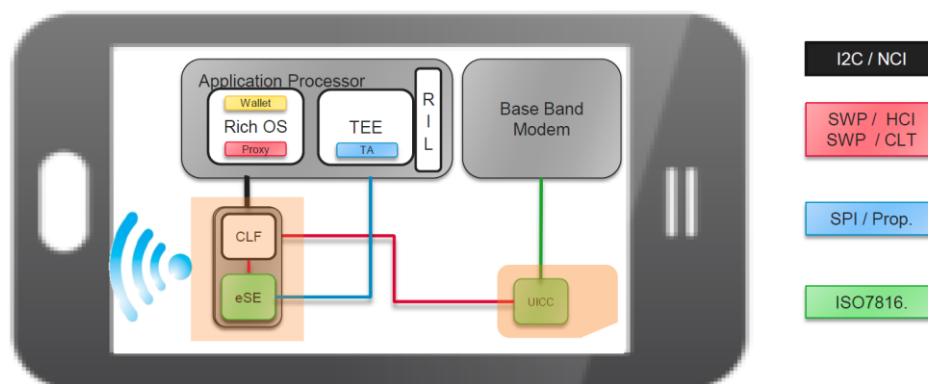 Application Processor
Wallet
Rich OS
Proxy
TEE
TA
R
I
L
Base Band
Modem
CLF
eSE
UICC
I2C / NCI
SWP / HCI
SWP / CLT
SPI / Prop.
ISO7816.